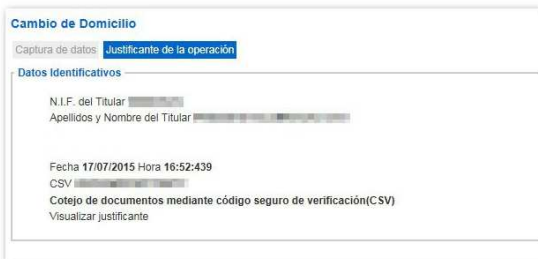 Cambio de Domicilio
Captura de datos Justificante de la operación
Datos Identificativos
N.I.F. del Titular
Apellidos y Nombre del Titular
Fecha 17/07/2015 Hora 16:52:439
CSV
Cotejo de documentos mediante código seguro de verificación(CSV)
Visualizar justificante